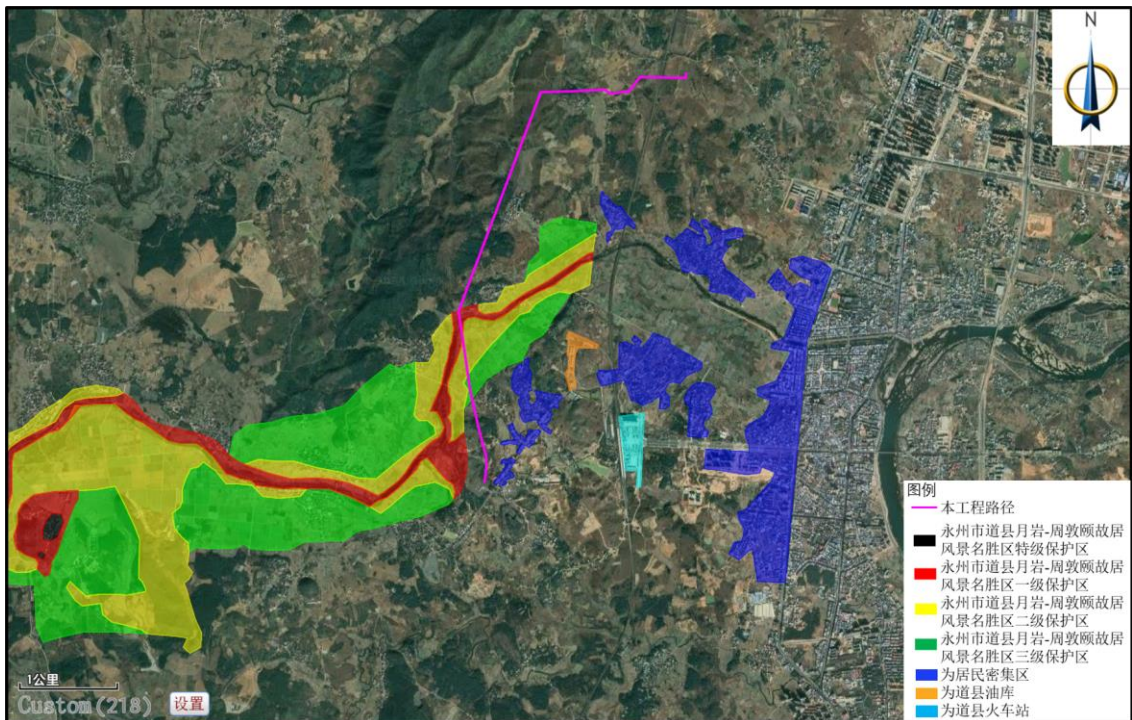 N
图例
本工程路径
永州市道县月岩-周敦颐故居
风景名胜区特级保护区
永州市道县月岩-周敦颐故居
风景名胜区一级保护区
永州市道县月岩-周敦颐故居
风景名胜区二级保护区
永州市道县月岩-周敦颐故居
风景名胜区三级保护区
为居民密集区
为道县油库
为道县火车站
1公里
Custom(218) 设置